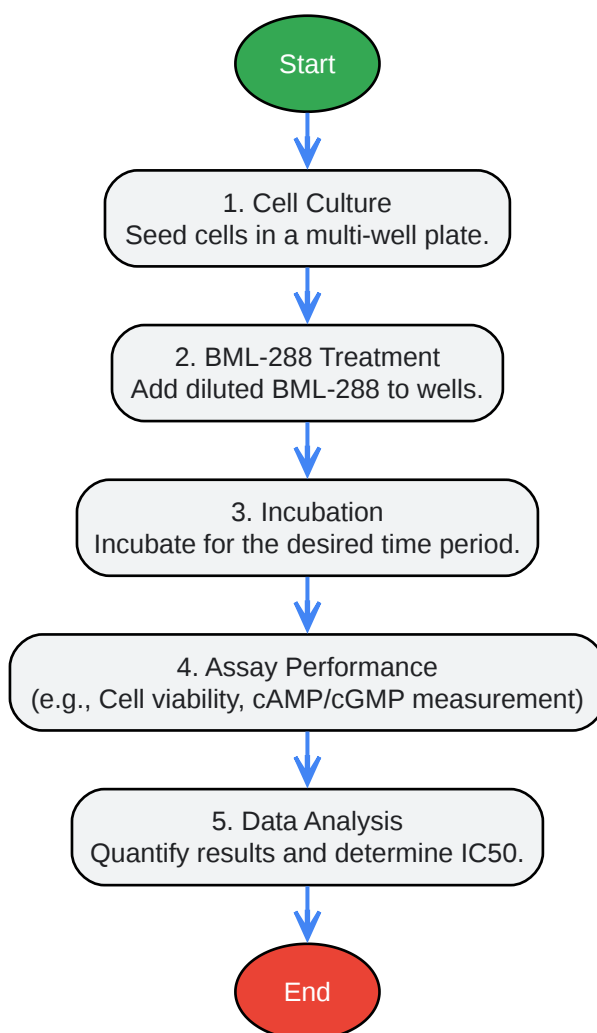 Start
1. Cell Culture
Seed cells in a multi-well plate.
2. BML-288 Treatment
Add diluted BML-288 to wells.
3. Incubation
Incubate for the desired time period.
4. Assay Performance
(e.g., Cell viability, cAMP/cGMP measurement)
5. Data Analysis
Quantify results and determine IC50.
End